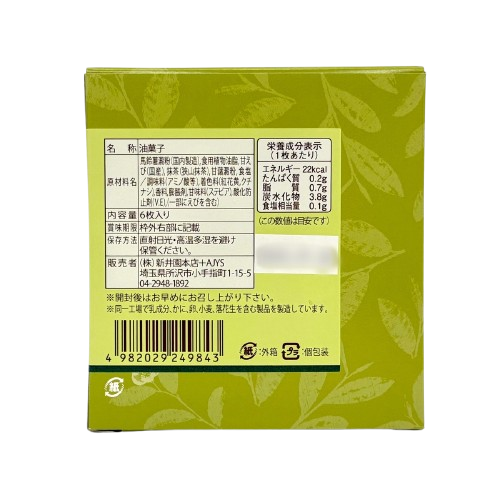 名称 油菓子
原材料名 馬鈴薯澱粉(国内製造)、食用植物油脂、甘え
び(国産)、抹茶(狭山抹茶)、甘藷澱粉、食塩
/調味料(アミノ酸等)、着色料(紅花黄、クチ
ナシ)、香料、膨脹剤、甘味料(ステビア)、酸化防
止剤(V.E)、(一部にえびを含む)
内容量 6枚入り
賞味期限 枠外右部に記載
保存方法 直射日光・高温多湿を避け
保管ください。
販売者 (株)新井園本店+AJYS
埼玉県所沢市小手指町1-15-5
04-2948-1892
※開封後はお早めにお召し上がり下さい。
※同一工場で乳成分、かに、卵、小麦、落花生を含む製品を製造しています。
栄養成分表示
(1枚あたり)
エネルギー 22kcal
たんぱく質 0.2g
脂質 0.7g
炭水化物 3.8g
食塩相当量 0.1g
(この数値は目安です)
4 982029 249843
紙 :外箱 プラ :個包装
紙